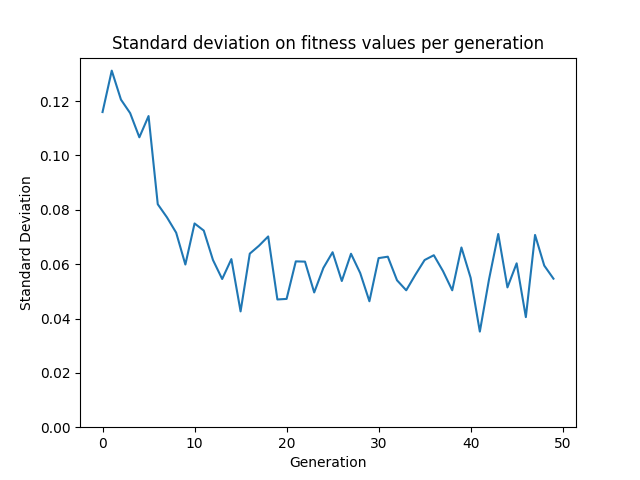 Standard deviation on fitness values per generation
Standard Deviation
0.12
0.10
0.08
0.06
0.04
0.02
0.00
0 10 20 30 40 50
Generation